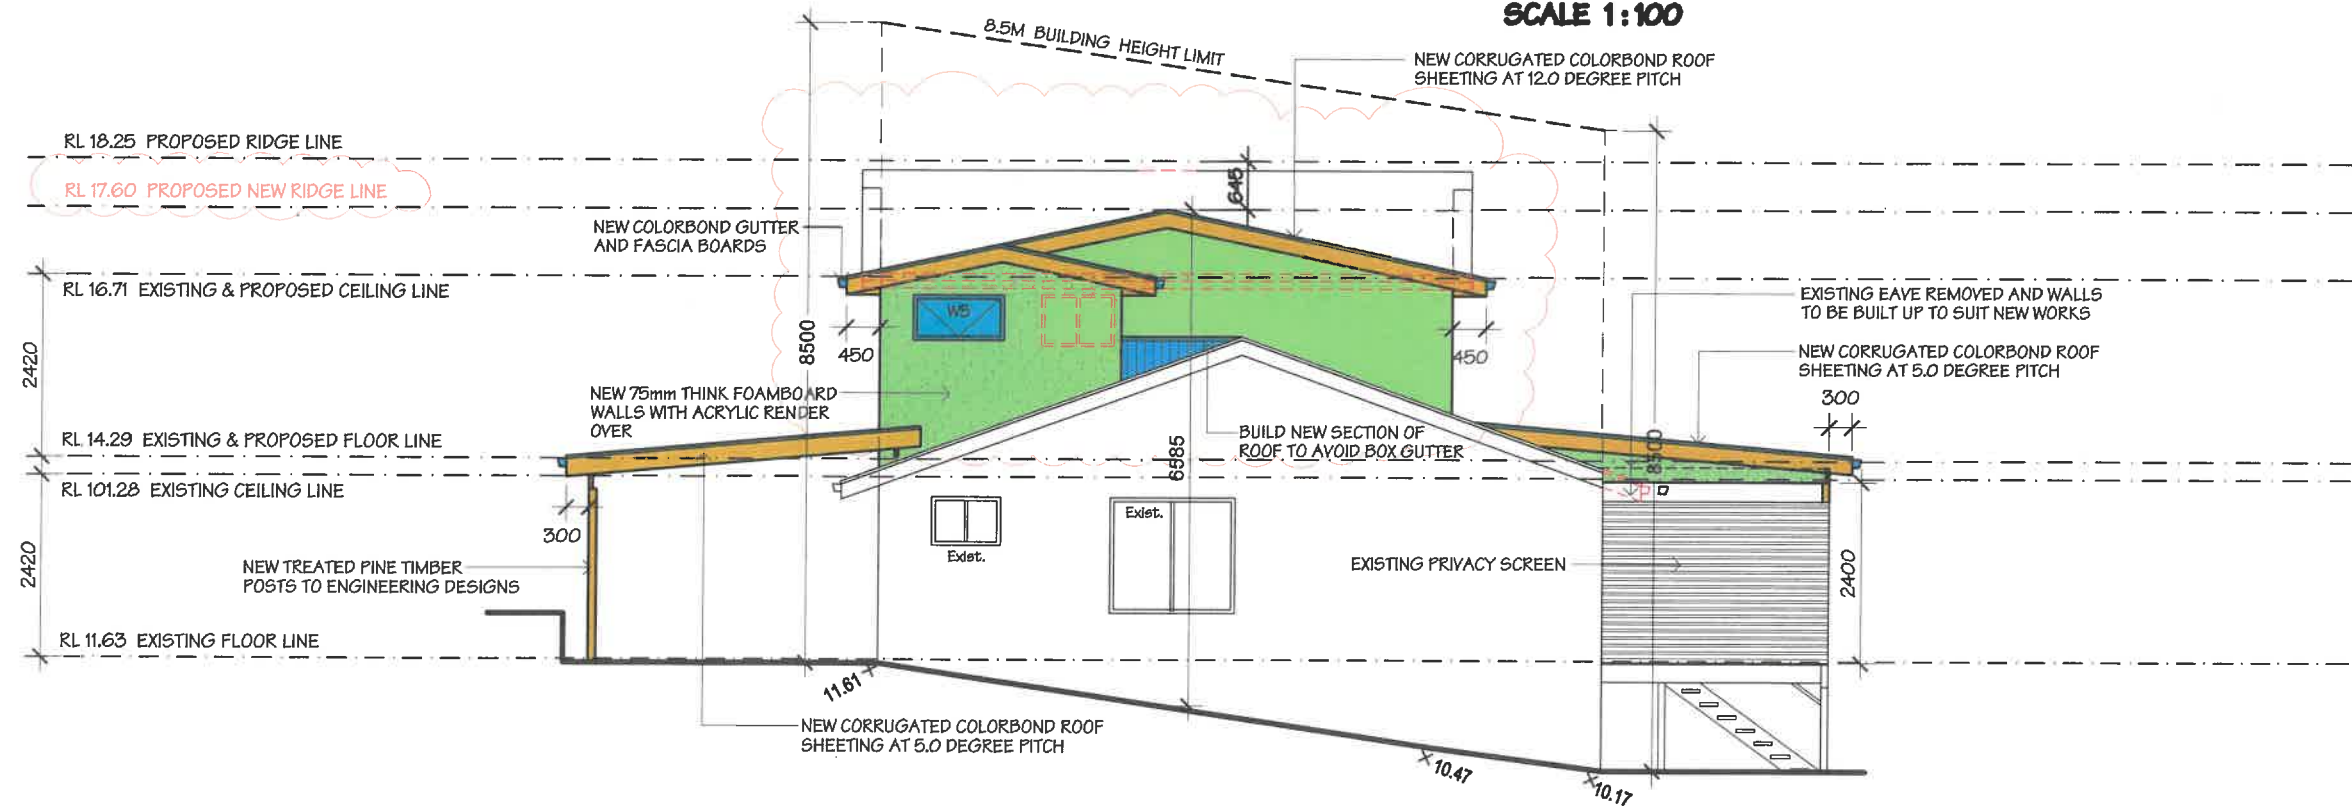 SCALE 1:100
8.5M BUILDING HEIGHT LIMIT
NEW CORRUGATED COLORBOND ROOF
SHEETING AT 12.0 DEGREE PITCH
RL 18.25 PROPOSED RIDGE LINE
RL 17.60 PROPOSED NEW RIDGE LINE
645
NEW COLORBOND GUTTER
AND FASCIA BOARDS
RL 16.71 EXISTING & PROPOSED CEILING LINE
W5
EXISTING EAVE REMOVED AND WALLS
TO BE BUILT UP TO SUIT NEW WORKS
2420
8500
450
450
NEW CORRUGATED COLORBOND ROOF
SHEETING AT 5.0 DEGREE PITCH
300
NEW 75mm THINK FOAMBOARD
WALLS WITH ACRYLIC RENDER
OVER
RL 14.29 EXISTING & PROPOSED FLOOR LINE
BUILD NEW SECTION OF
ROOF TO AVOID BOX GUTTER
6585
8500
RL 101.28 EXISTING CEILING LINE
300
Exist.
Exist.
2420
NEW TREATED PINE TIMBER
POSTS TO ENGINEERING DESIGNS
EXISTING PRIVACY SCREEN
2400
RL 11.63 EXISTING FLOOR LINE
11.61
NEW CORRUGATED COLORBOND ROOF
SHEETING AT 5.0 DEGREE PITCH
10.47
10.17